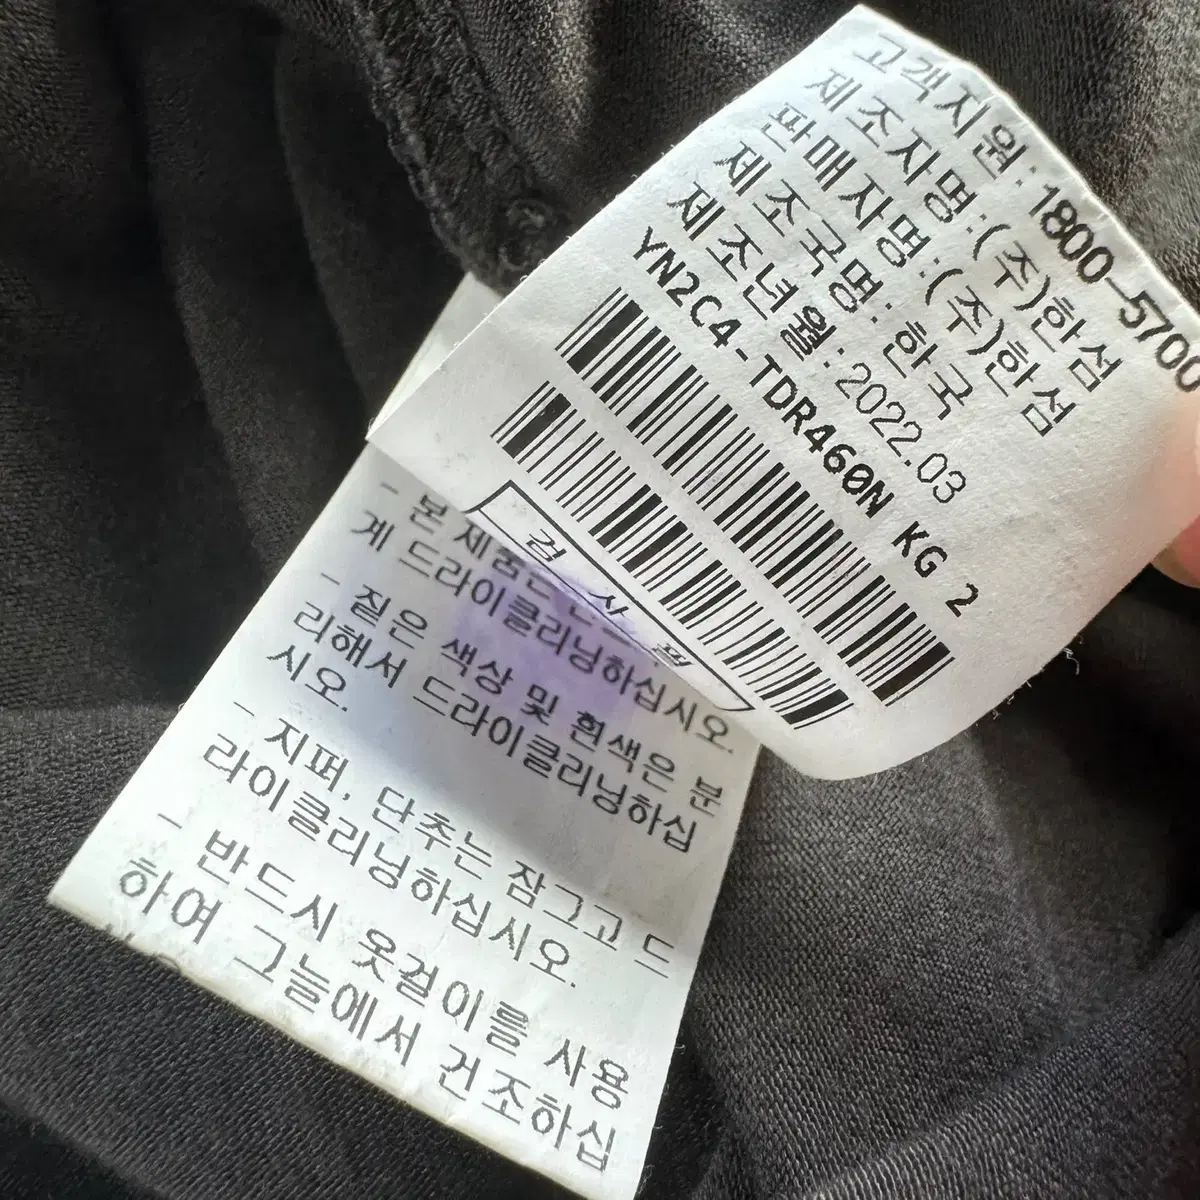 고객지원:1800-5700
제조자명:(주)한섬
판매자명:(주)한섬
제조국명:한국
제조년월:2022.03
YN2C4-TDR460N KG 2
검 사 필
- 본 제품은
게 드라이클리닝하십시오.
- 짙은 색상 및 흰색은 분
리해서 드라이클리닝하십
시오.
- 지퍼, 단추는 잠그고 드
라이클리닝하십시오.
- 반드시 옷걸이를 사용
하여 그늘에서 건조하십